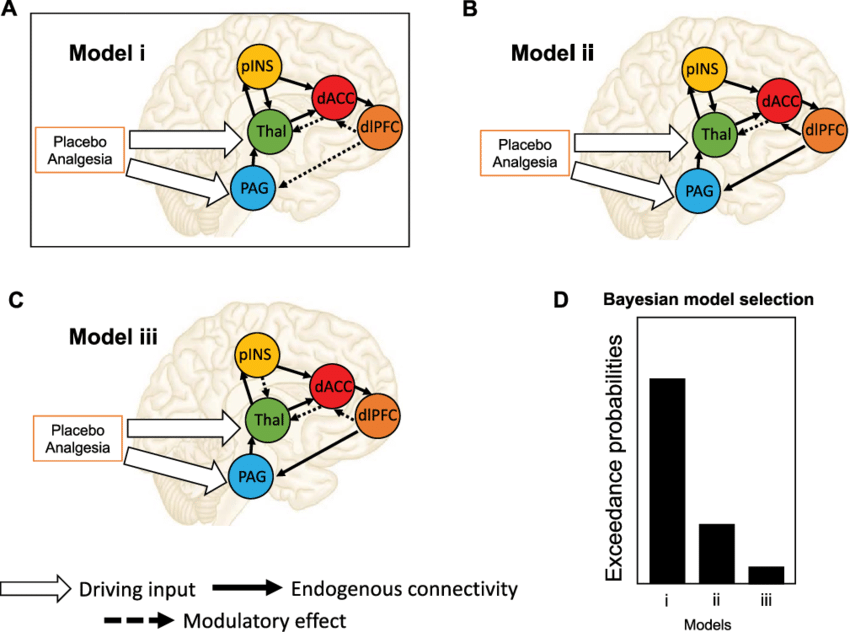 A
Model i
pINS
dACC
Thal
dlPFC
PAG
Placebo
Analgesia
B
Model ii
pINS
dACC
Thal
dlPFC
PAG
Placebo
Analgesia
C
Model iii
pINS
dACC
Thal
dlPFC
PAG
Placebo
Analgesia
D
Bayesian model selection
Exceedance probabilities
i ii iii
Models
Driving input
Endogenous connectivity
Modulatory effect